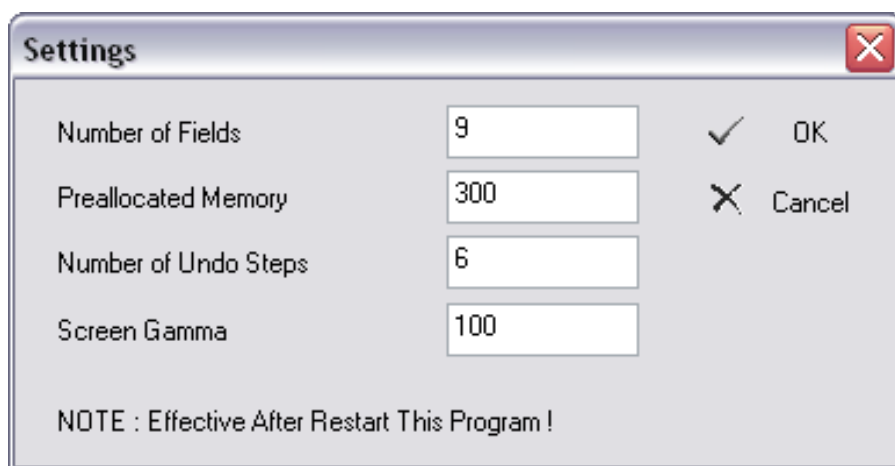 Settings
Number of Fields 9 OK
Preallocated Memory 300 Cancel
Number of Undo Steps 6
Screen Gamma 100
NOTE : Effective After Restart This Program !